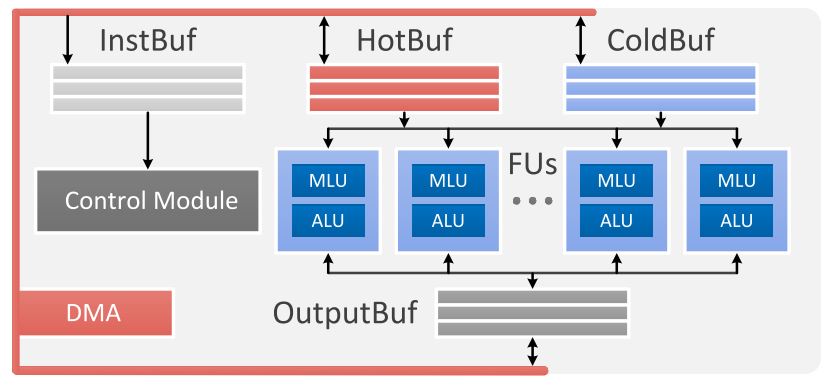 InstBuf
HotBuf
ColdBuf
Control Module
FUs
MLU
ALU
MLU
ALU
MLU
ALU
MLU
ALU
DMA
OutputBuf